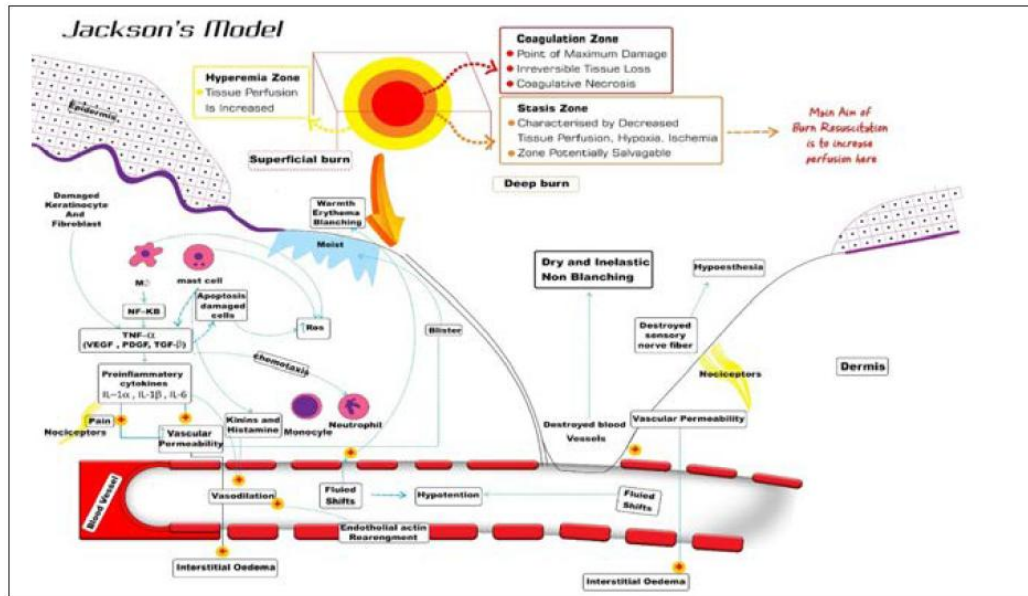 Jackson's Model
Coagulation Zone
Point of Maximum Damage
Irreversible Tissue Loss
Coagulative Necrosis
Hyperemia Zone
Tissue Perfusion
Is Increased
Stasis Zone
Characterised by Decreased
Tissue Perfusion, Hypoxia, Ischemia
Zone Potentially Salvagable
Main Aim of
Burn Resuscitation
is to increase
perfusion here
Epidermis
Superficial burn
Deep burn
Damaged
Keratinocyte
And
Fibroblast
Warmth
Erythema
Blanching
Moist
Dry and Inelastic
Non Blanching
Hypoesthesia
mast cell
NF-KB
Apoptosis
damaged
cells
Ros
Blister
Destroyed
sensory
nerve fiber
TNF-α
(VEGF , PDGF, TGF-β)
chemotaxis
Nociceptors
Dermis
Proinflammatory
cytokines
IL-1α , IL-1β , IL-6
Pain
Nociceptors
Vascular
Permeability
Kinins and
Histamine
Monocyle
Neutrophil
Destroyed blood
Vessels
Vascular Permeability
Blood Vessel
Vasodilation
Fluied
Shifts
Hypotention
Fluied
Shifts
Endothelial actin
Rearengment
Interstitial Oedema
Interstitial Oedema